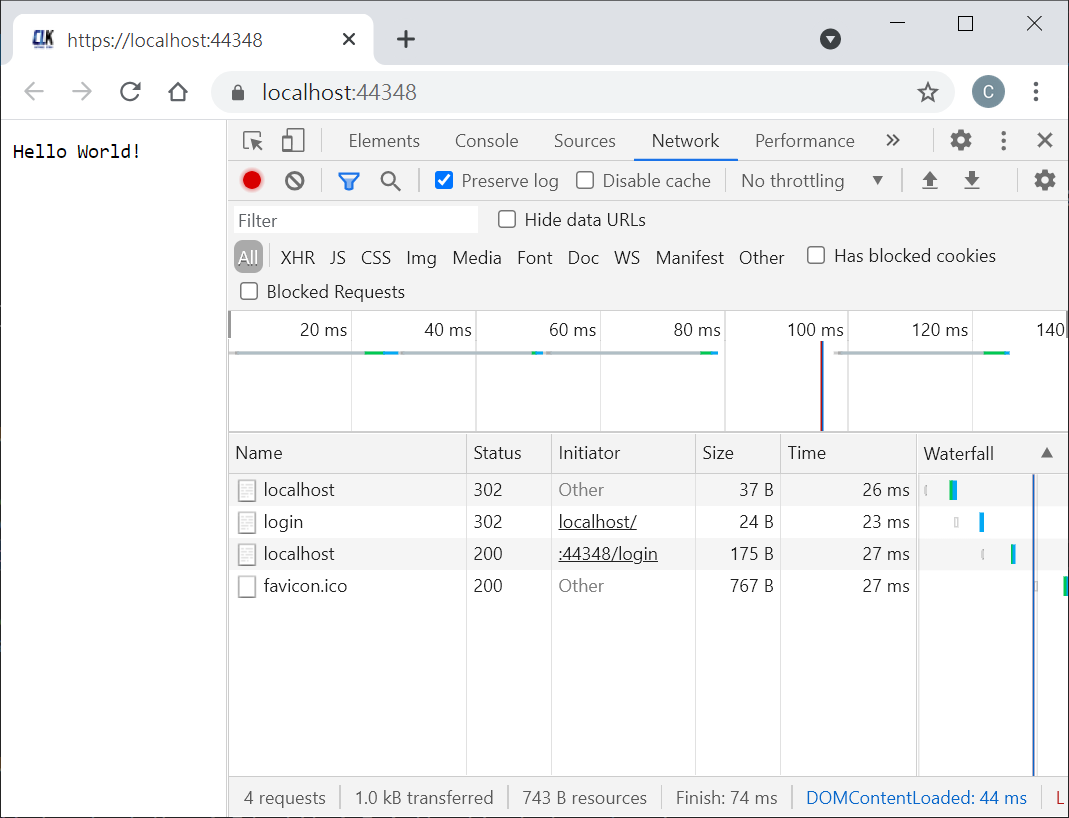 CLK https://localhost:44348
localhost:44348
C
Hello World!
Elements Console Sources Network Performance
Preserve log Disable cache No throttling
Filter Hide data URLs
All XHR JS CSS Img Media Font Doc WS Manifest Other Has blocked cookies
Blocked Requests
20 ms 40 ms 60 ms 80 ms 100 ms 120 ms 140
Name Status Initiator Size Time Waterfall
localhost 302 Other 37 B 26 ms
login 302 localhost/ 24 B 23 ms
localhost 200 :44348/login 175 B 27 ms
favicon.ico 200 Other 767 B 27 ms
4 requests 1.0 kB transferred 743 B resources Finish: 74 ms DOMContentLoaded: 44 ms L